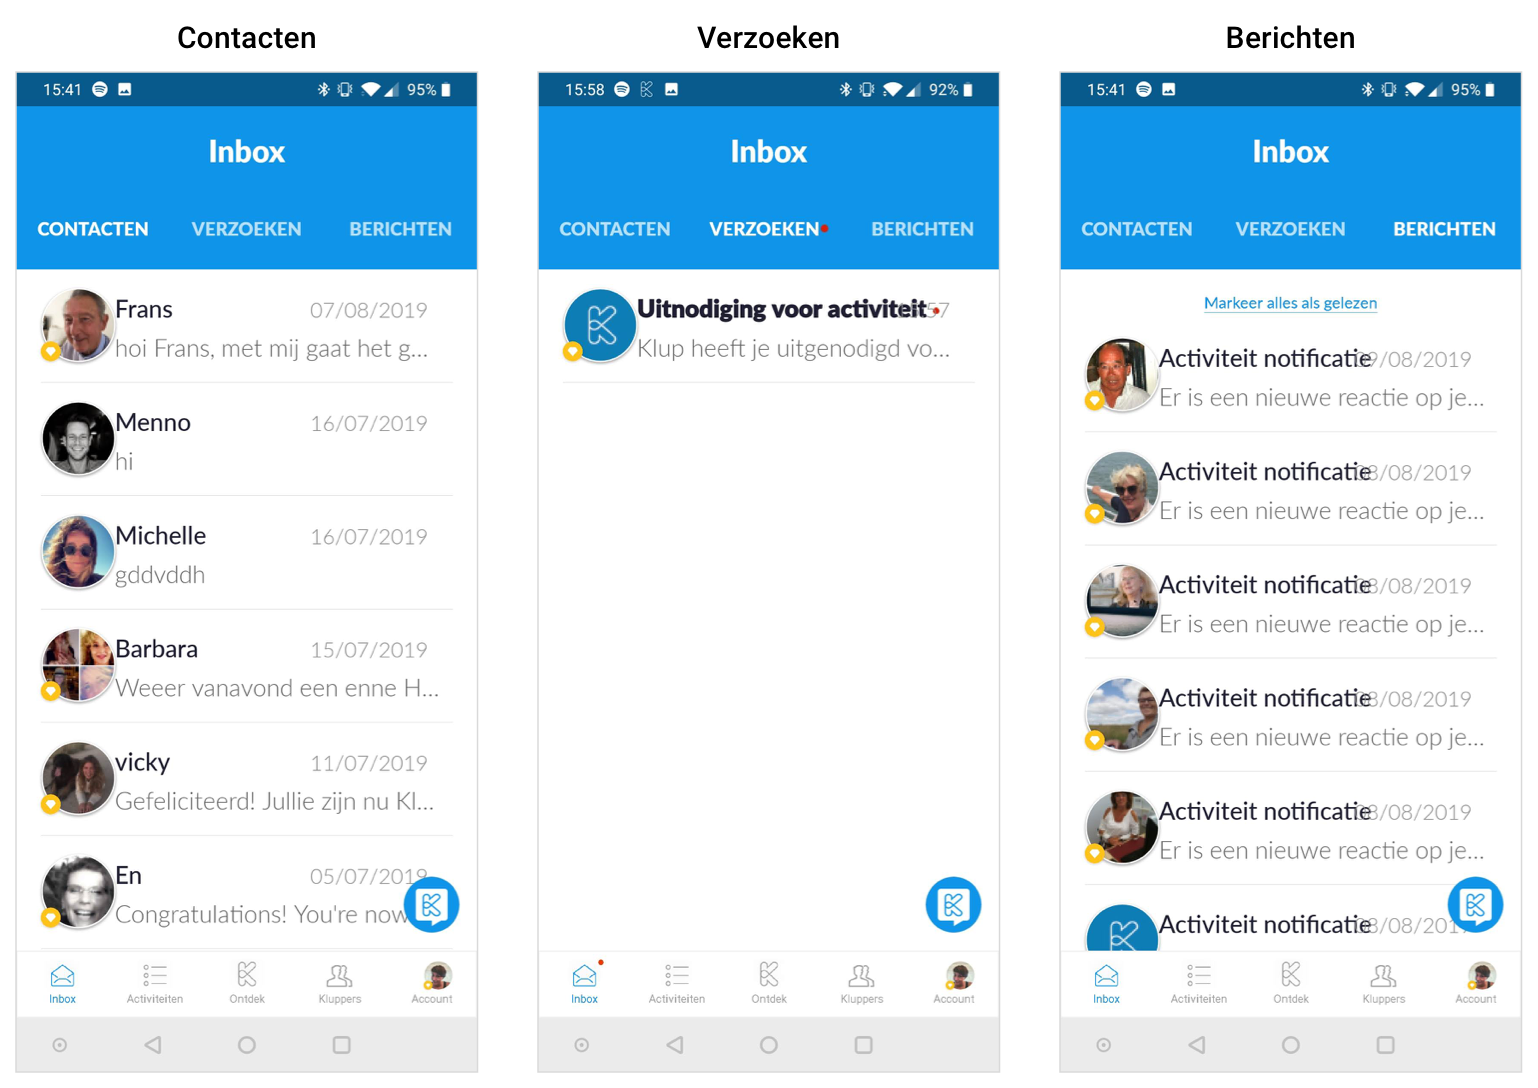 Contacten
15:41 95%
Inbox
CONTACTEN VERZOEKEN BERICHTEN
Frans 07/08/2019
hoi Frans, met mij gaat het g...
Menno 16/07/2019
hi
Michelle 16/07/2019
gddvddh
Barbara 15/07/2019
Weeer vanavond een enne H...
vicky 11/07/2019
Gefeliciteerd! Jullie zijn nu Kl...
En 05/07/2019
Congratulations! You're now
Inbox Activiteiten Ontdek Kluppers Account
Verzoeken
15:58 92%
Inbox
CONTACTEN VERZOEKEN BERICHTEN
Uitnodiging voor activiteit
Klup heeft je uitgenodigd vo...
Inbox Activiteiten Ontdek Kluppers Account
Berichten
15:41 95%
Inbox
CONTACTEN VERZOEKEN BERICHTEN
Markeer alles als gelezen
Activiteit notificatie 09/08/2019
Er is een nieuwe reactie op je...
Activiteit notificatie 08/08/2019
Er is een nieuwe reactie op je...
Activiteit notificatie 08/08/2019
Er is een nieuwe reactie op je...
Activiteit notificatie 08/08/2019
Er is een nieuwe reactie op je...
Activiteit notificatie 08/08/2019
Er is een nieuwe reactie op je...
Activiteit notificatie 08/08/2019
Inbox Activiteiten Ontdek Kluppers Account